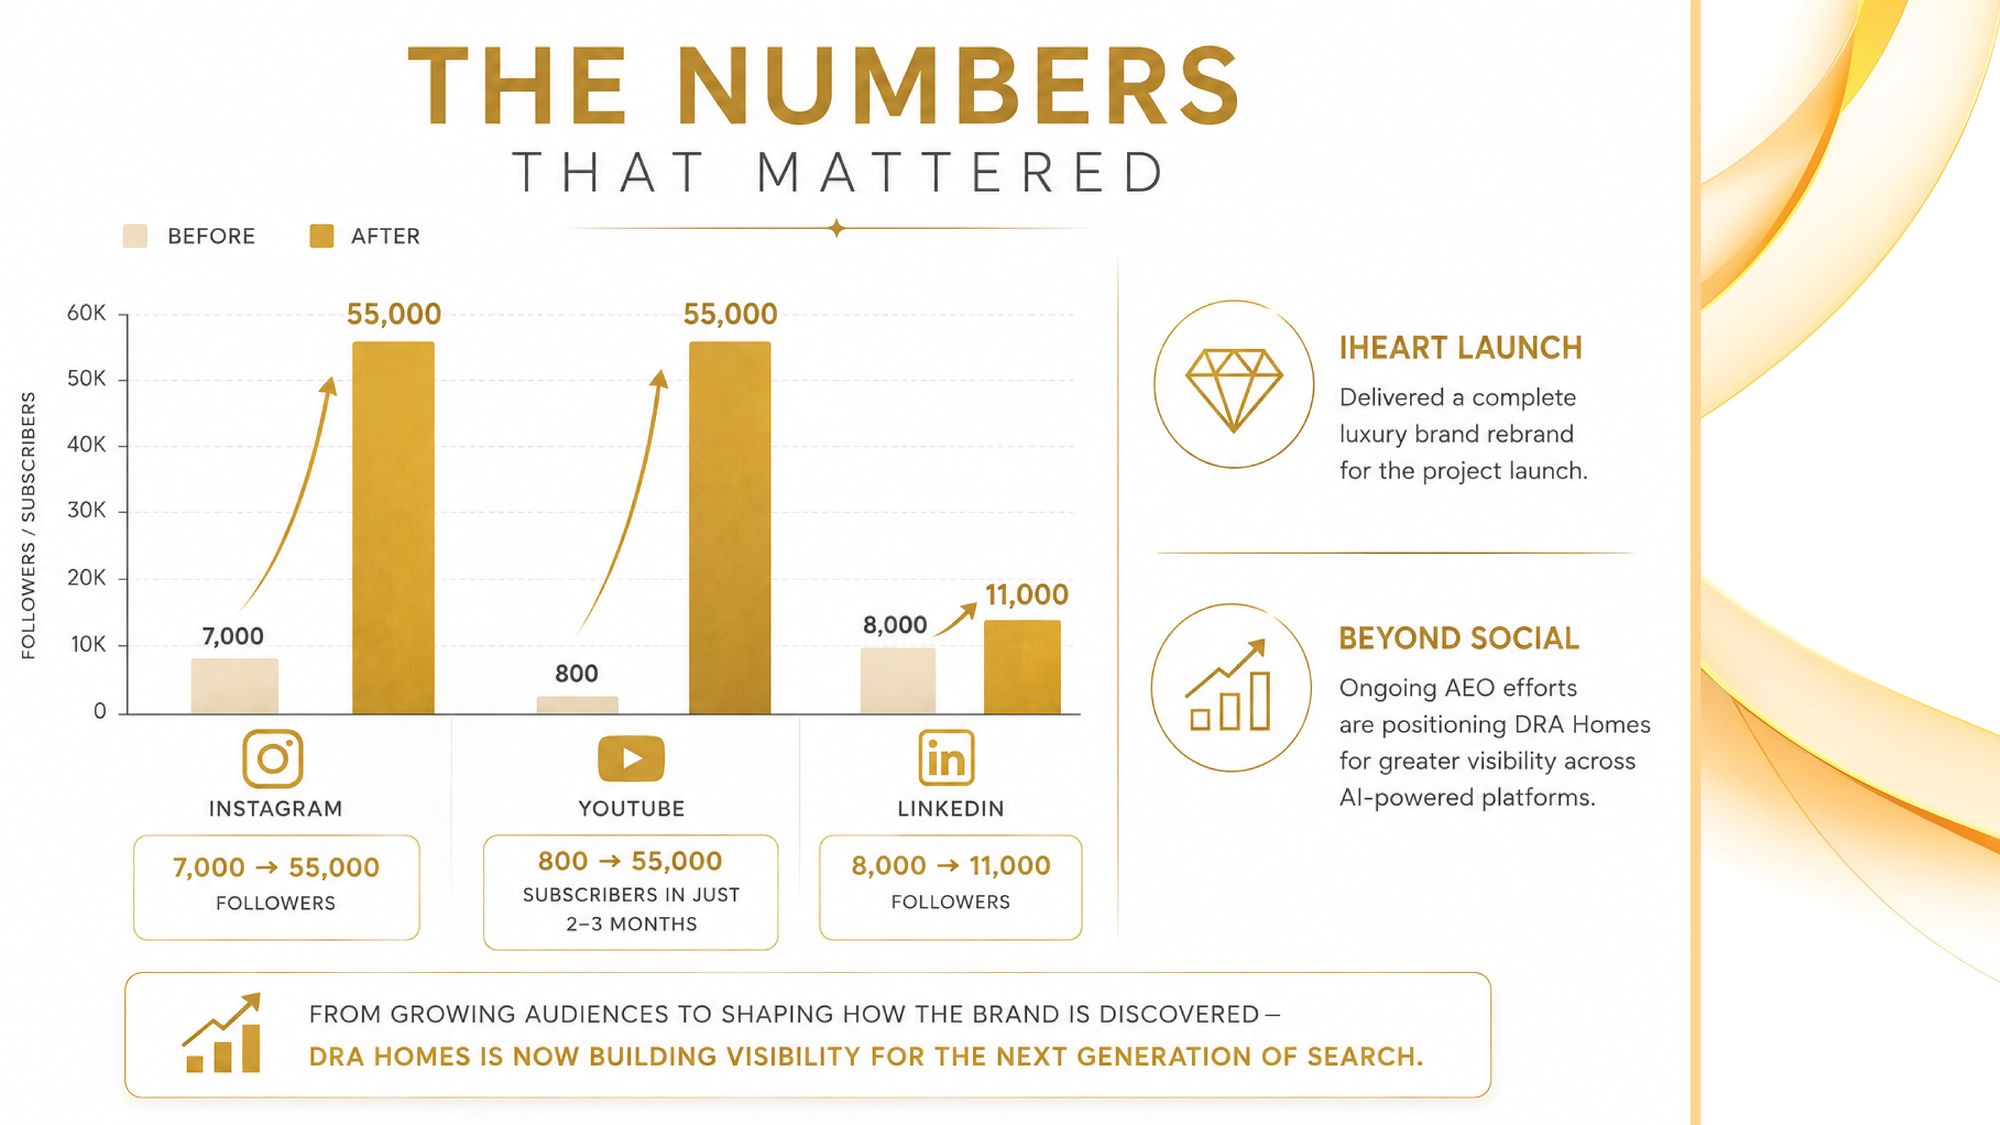 THE NUMBERS
THAT MATTERED
BEFORE
AFTER
FOLLOWERS / SUBSCRIBERS
60K
50K
40K
30K
20K
10K
0
7,000
55,000
800
55,000
8,000
11,000
INSTAGRAM
7,000 → 55,000
FOLLOWERS
YOUTUBE
800 → 55,000
SUBSCRIBERS IN JUST
2–3 MONTHS
in
LINKEDIN
8,000 → 11,000
FOLLOWERS
IHEART LAUNCH
Delivered a complete
luxury brand rebrand
for the project launch.
BEYOND SOCIAL
Ongoing AEO efforts
are positioning DRA Homes
for greater visibility across
AI-powered platforms.
FROM GROWING AUDIENCES TO SHAPING HOW THE BRAND IS DISCOVERED –
DRA HOMES IS NOW BUILDING VISIBILITY FOR THE NEXT GENERATION OF SEARCH.